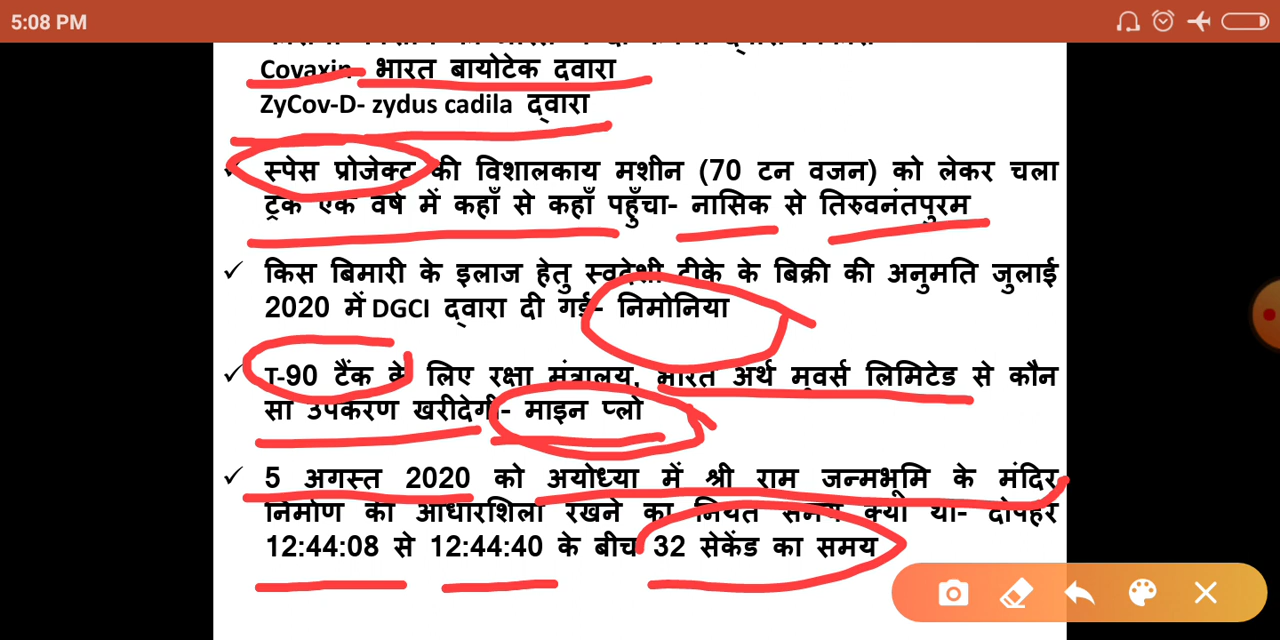 5:08 PM
Covaxin- भारत बायोटेक दवारा
ZyCov-D- zydus cadila द्वारा
स्पेस प्रोजेक्ट की विशालकाय मशीन (70 टन वजन) को लेकर चला
ट्रक एक वर्ष में कहाँ से कहाँ पहुँचा- नासिक से तिरुवनंतपुरम
✓ किस बिमारी के इलाज हेतु स्वदेशी टीके के बिक्री की अनुमति जुलाई
2020 में DGCI द्वारा दी गई- निमोनिया
✓ T-90 टैंक के लिए रक्षा मंत्रालय, भारत अर्थ मूवर्स लिमिटेड से कौन
सा उपकरण खरीदेगी- माइन प्लो
✓ 5 अगस्त 2020 को अयोध्या में श्री राम जन्मभूमि के मंदिर
निर्माण की आधारशिला रखने का नियत समय क्या था- दोपहर
12:44:08 से 12:44:40 के बीच 32 सेकेंड का समय